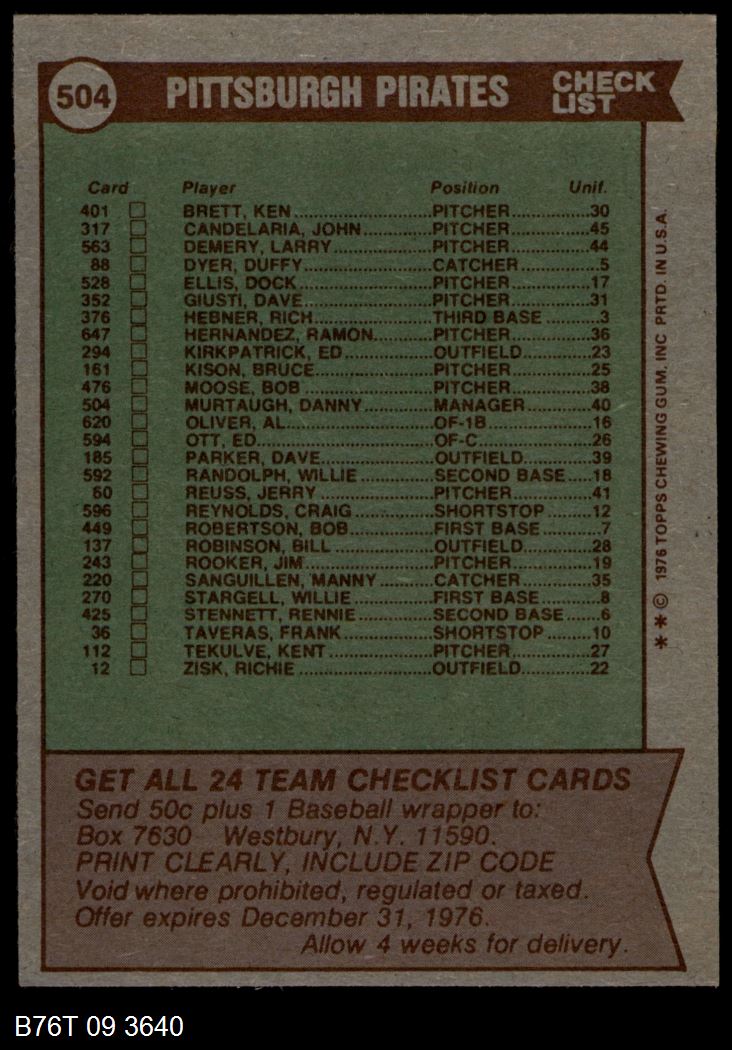 504 PITTSBURGH PIRATES CHECK LIST
Card Player Position Unif.
401 BRETT, KEN PITCHER 30
317 CANDELARIA, JOHN PITCHER 45
563 DEMERY, LARRY PITCHER 44
88 DYER, DUFFY CATCHER 5
528 ELLIS, DOCK PITCHER 17
352 GIUSTI, DAVE PITCHER 31
376 HEBNER, RICH THIRD BASE 3
647 HERNANDEZ, RAMON PITCHER 36
294 KIRKPATRICK, ED OUTFIELD 23
161 KISON, BRUCE PITCHER 25
476 MOOSE, BOB PITCHER 38
504 MURTAUGH, DANNY MANAGER 40
620 OLIVER, AL OF-1B 16
594 OTT, ED OF-C 26
185 PARKER, DAVE OUTFIELD 39
592 RANDOLPH, WILLIE SECOND BASE 18
60 REUSS, JERRY PITCHER 41
596 REYNOLDS, CRAIG SHORTSTOP 12
449 ROBERTSON, BOB FIRST BASE 7
137 ROBINSON, BILL OUTFIELD 28
243 ROOKER, JIM PITCHER 19
220 SANGUILLEN, MANNY CATCHER 35
270 STARGELL, WILLIE FIRST BASE 8
425 STENNETT, RENNIE SECOND BASE 6
36 TAVERAS, FRANK SHORTSTOP 10
112 TEKULVE, KENT PITCHER 27
12 ZISK, RICHIE OUTFIELD 22
**© 1976 TOPPS CHEWING GUM, INC PRTD. IN U.S.A.
GET ALL 24 TEAM CHECKLIST CARDS
Send 50c plus 1 Baseball wrapper to:
Box 7630 Westbury, N.Y. 11590.
PRINT CLEARLY, INCLUDE ZIP CODE
Void where prohibited, regulated or taxed.
Offer expires December 31, 1976.
Allow 4 weeks for delivery.
B76T 09 3640